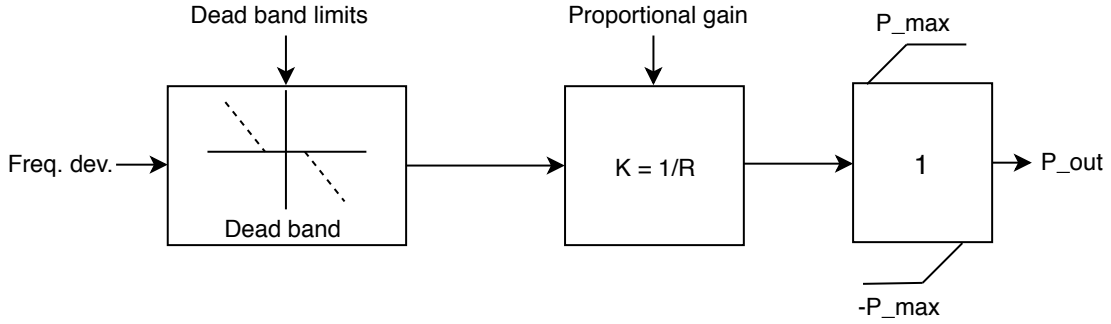 Dead band limits
Proportional gain
P_max
Freq. dev.
Dead band
K = 1/R
1
P_out
-P_max